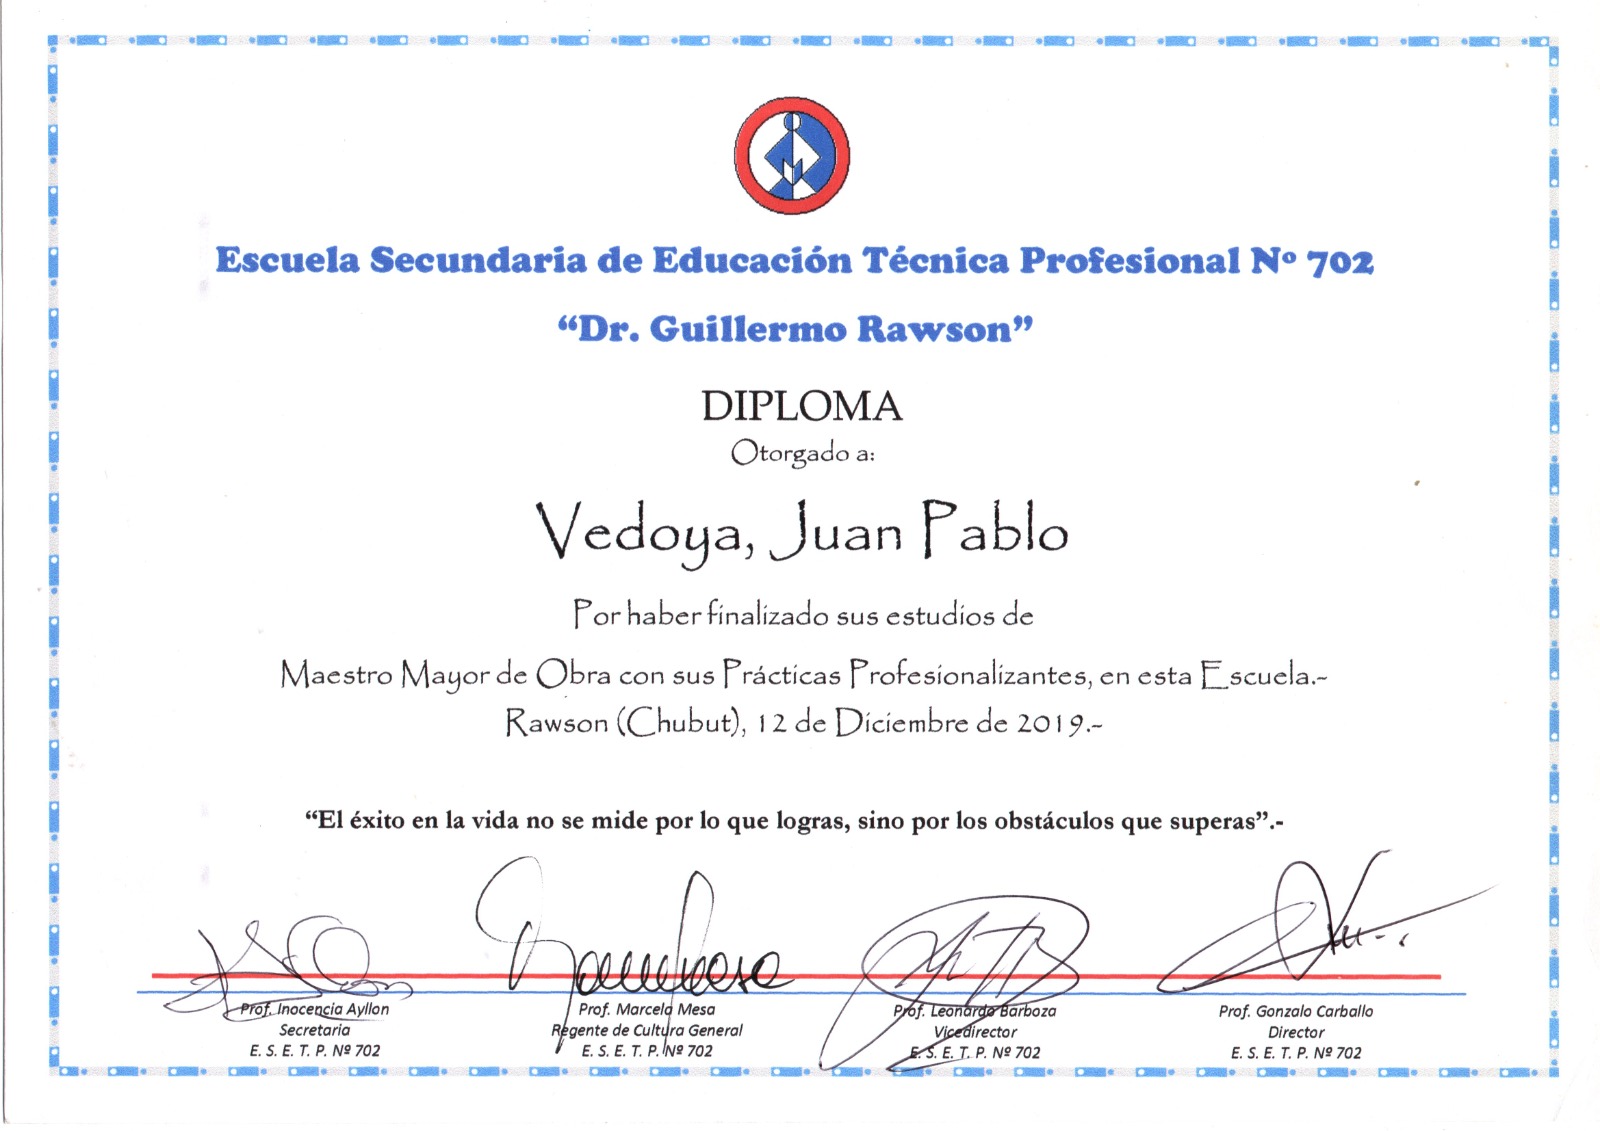 Escuela Secundaria de Educación Técnica Profesional Nº 702
“Dr. Guillermo Rawson”
DIPLOMA
Otorgado a:
Vedoya, Juan Pablo
Por haber finalizado sus estudios de
Maestro Mayor de Obra con sus Prácticas Profesionalizantes, en esta Escuela.-
Rawson (Chubut), 12 de Diciembre de 2019.-
“El éxito en la vida no se mide por lo que logras, sino por los obstáculos que superas”.-
Prof. Inocencia Ayllon
Secretaria
E. S. E. T. P. Nº 702
Prof. Marcela Mesa
Regente de Cultura General
E. S. E. T. P. Nº 702
Prof. Leonardo Barboza
Vicedirector
E. S. E. T. P. Nº 702
Prof. Gonzalo Carballo
Director
E. S. E. T. P. Nº 702